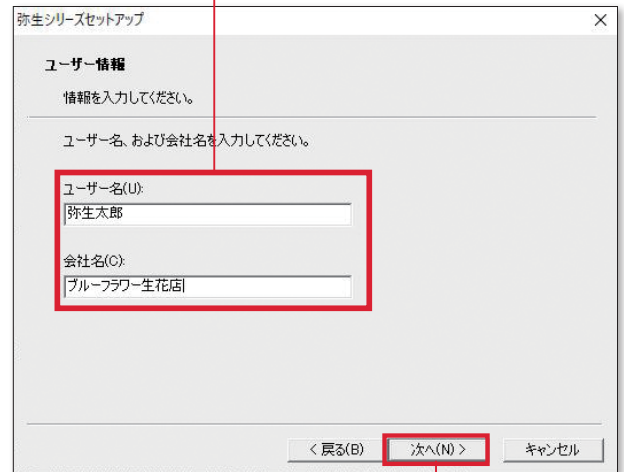 弥生シリーズセットアップ
ユーザー情報
情報を入力してください。
ユーザー名、および会社名を入力してください。
ユーザー名(U):
弥生太郎
会社名(C):
ブルーフラワー生花店
< 戻る(B) 次へ(N) > キャンセル